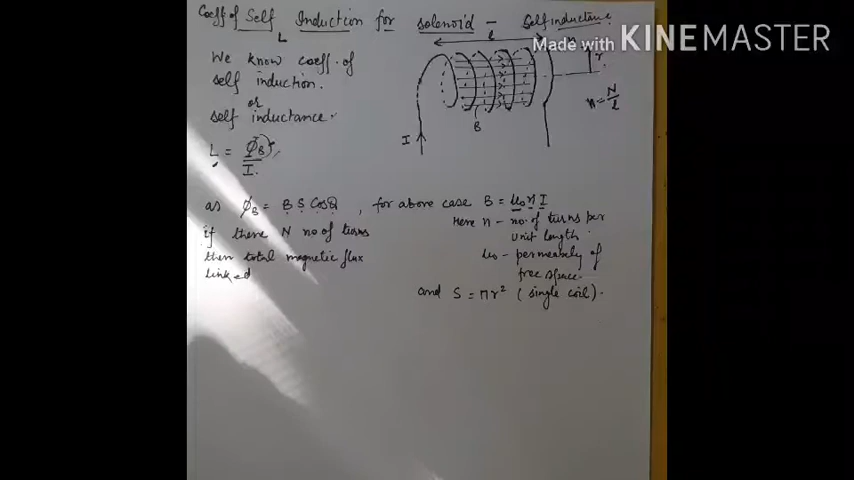 Coeff of Self Induction for solenoid - Self inductance
L
l
Made with KINEMASTER
We know coeff. of
self induction.
or
self inductance.
r
n = N/l
I
B
L = ϕB/I
as ϕB = B S Cosθ, for above case B = μ₀ n I
if there N no of turns
then total magnetic flux
linked
Here n - no. of turns per
unit length
μ₀ - permeabily of
free space.
and S = πr² (single coil).